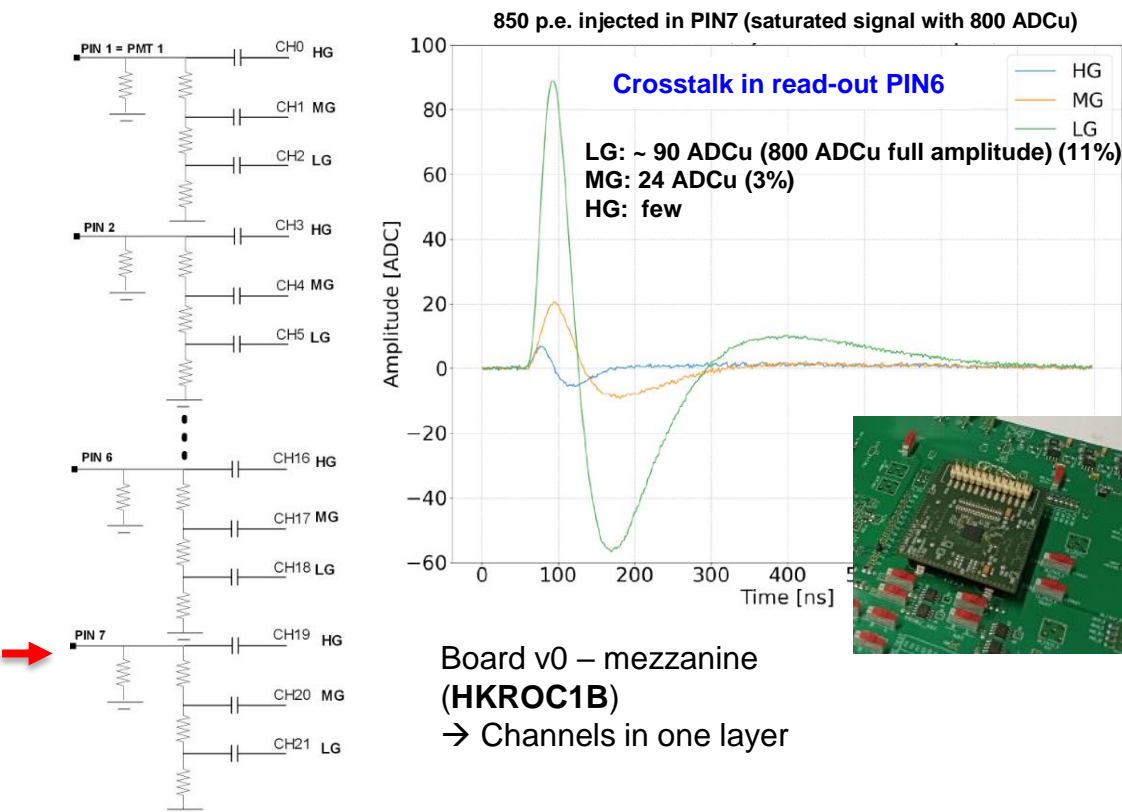 850 p.e. injected in PIN7 (saturated signal with 800 ADCu)
PIN 1 = PMT 1
CH0 HG
CH1 MG
CH2 LG
PIN 2
CH3 HG
CH4 MG
CH5 LG
PIN 6
CH16 HG
CH17 MG
CH18 LG
PIN 7
CH19 HG
CH20 MG
CH21 LG
Crosstalk in read-out PIN6
HG
MG
LG
LG: ~ 90 ADCu (800 ADCu full amplitude) (11%)
MG: 24 ADCu (3%)
HG: few
Amplitude [ADC]
100
80
60
40
20
0
−20
−40
−60
0 100 200 300 400
Time [ns]
Board v0 – mezzanine
(HKROC1B)
→ Channels in one layer